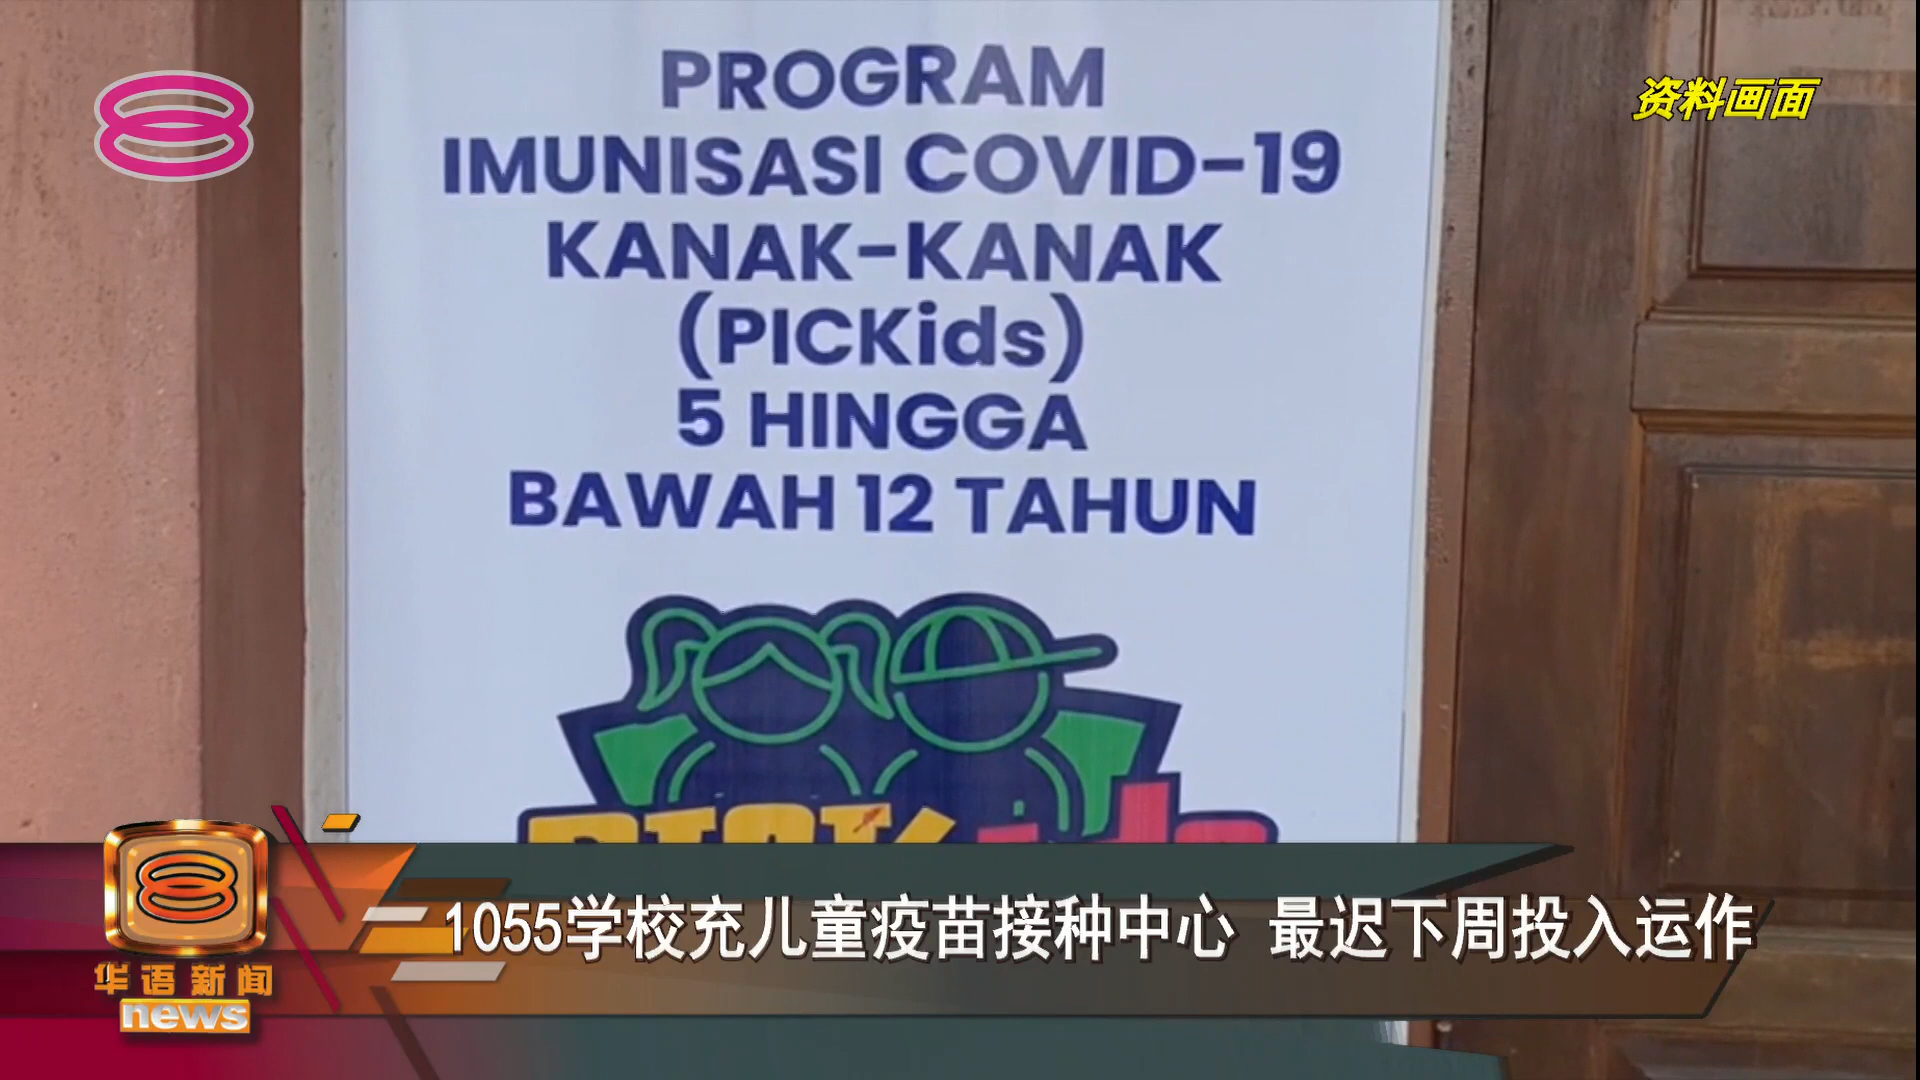 资料画面
PROGRAM
IMUNISASI COVID-19
KANAK-KANAK
(PICKids)
5 HINGGA
BAWAH 12 TAHUN
PICKids
1055学校充儿童疫苗接种中心 最迟下周投入运作
华语新闻
news